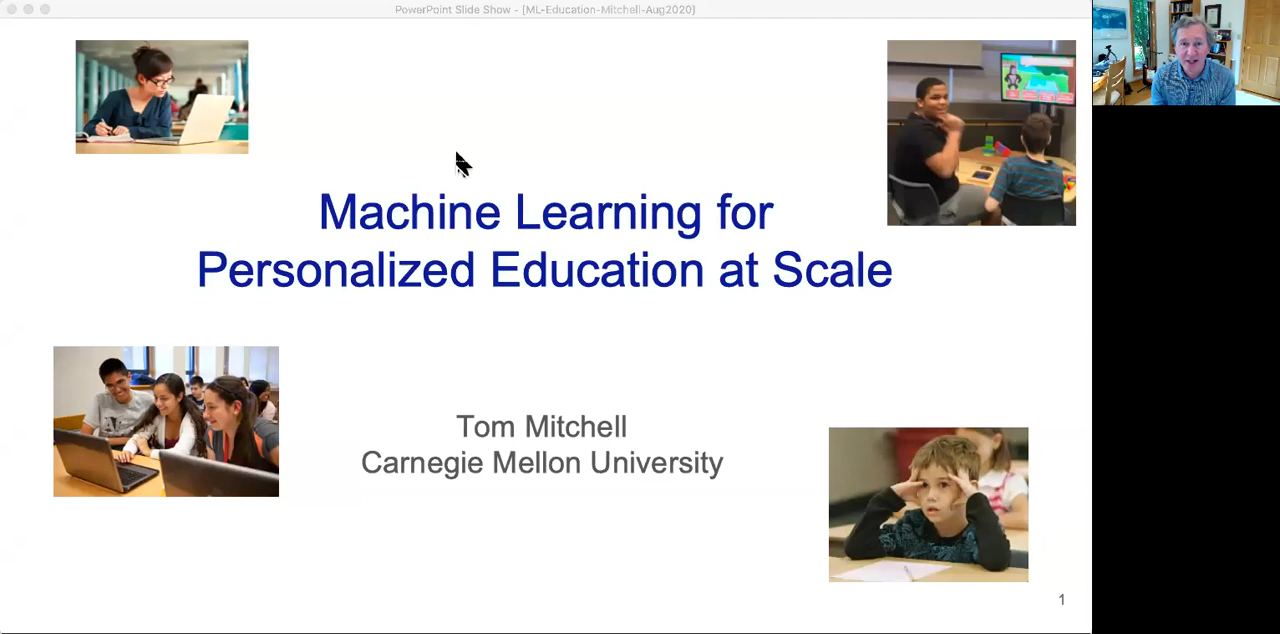 PowerPoint Slide Show - [ML-Education-Mitchell-Aug2020]
Machine Learning for
Personalized Education at Scale
Tom Mitchell
Carnegie Mellon University
1